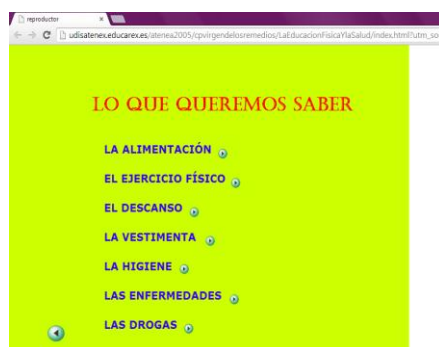 reproductor
udisatenex.educarex.es/atenea2005/cpvirgendelosremedios/LaEducacionFisicaYlaSalud/index.html?utm_so
LO QUE QUEREMOS SABER
LA ALIMENTACIÓN
EL EJERCICIO FÍSICO
EL DESCANSO
LA VESTIMENTA
LA HIGIENE
LAS ENFERMEDADES
LAS DROGAS